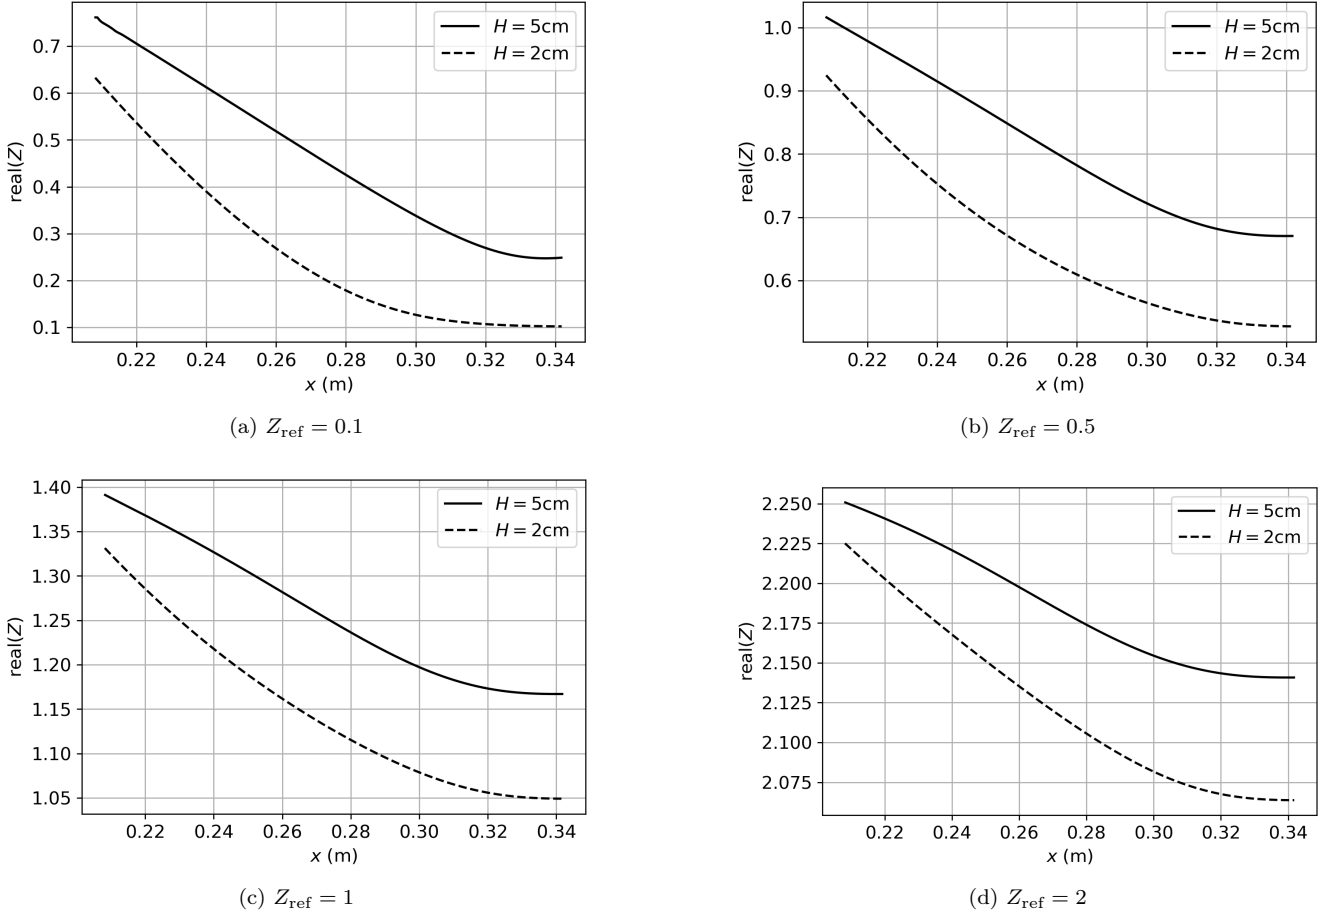 0.7
0.6
0.5
0.4
0.3
0.2
0.1
real(Z)
H = 5cm
H = 2cm
0.22 0.24 0.26 0.28 0.30 0.32 0.34
x (m)
(a) Z_ref = 0.1
1.0
0.9
0.8
0.7
0.6
real(Z)
H = 5cm
H = 2cm
0.22 0.24 0.26 0.28 0.30 0.32 0.34
x (m)
(b) Z_ref = 0.5
1.40
1.35
1.30
1.25
1.20
1.15
1.10
1.05
real(Z)
H = 5cm
H = 2cm
0.22 0.24 0.26 0.28 0.30 0.32 0.34
x (m)
(c) Z_ref = 1
2.250
2.225
2.200
2.175
2.150
2.125
2.100
2.075
real(Z)
H = 5cm
H = 2cm
0.22 0.24 0.26 0.28 0.30 0.32 0.34
x (m)
(d) Z_ref = 2